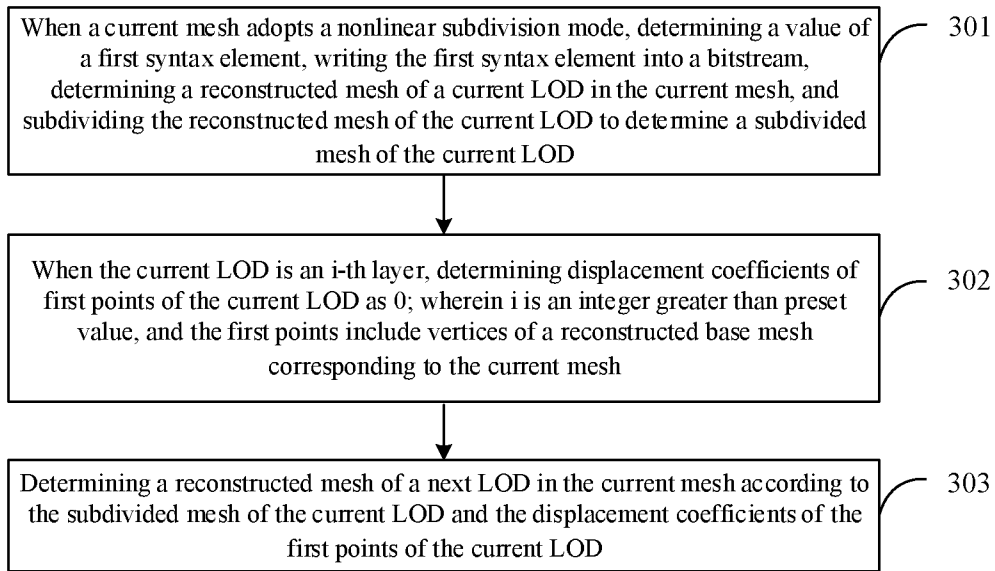 When a current mesh adopts a nonlinear subdivision mode, determining a value
of a first syntax element, writing the first syntax element into a bitstream,
determining a reconstructed mesh of a current LOD in the current mesh, and
subdividing the reconstructed mesh of the current LOD to determine a subdivided
mesh of the current LOD
301
When the current LOD is an i-th layer, determining displacement coefficients of
first points of the current LOD as 0; wherein i is an integer greater than preset
value, and the first points include vertices of a reconstructed base mesh
corresponding to the current mesh
302
Determining a reconstructed mesh of a next LOD in the current mesh according to
the subdivided mesh of the current LOD and the displacement coefficients of the
first points of the current LOD
303